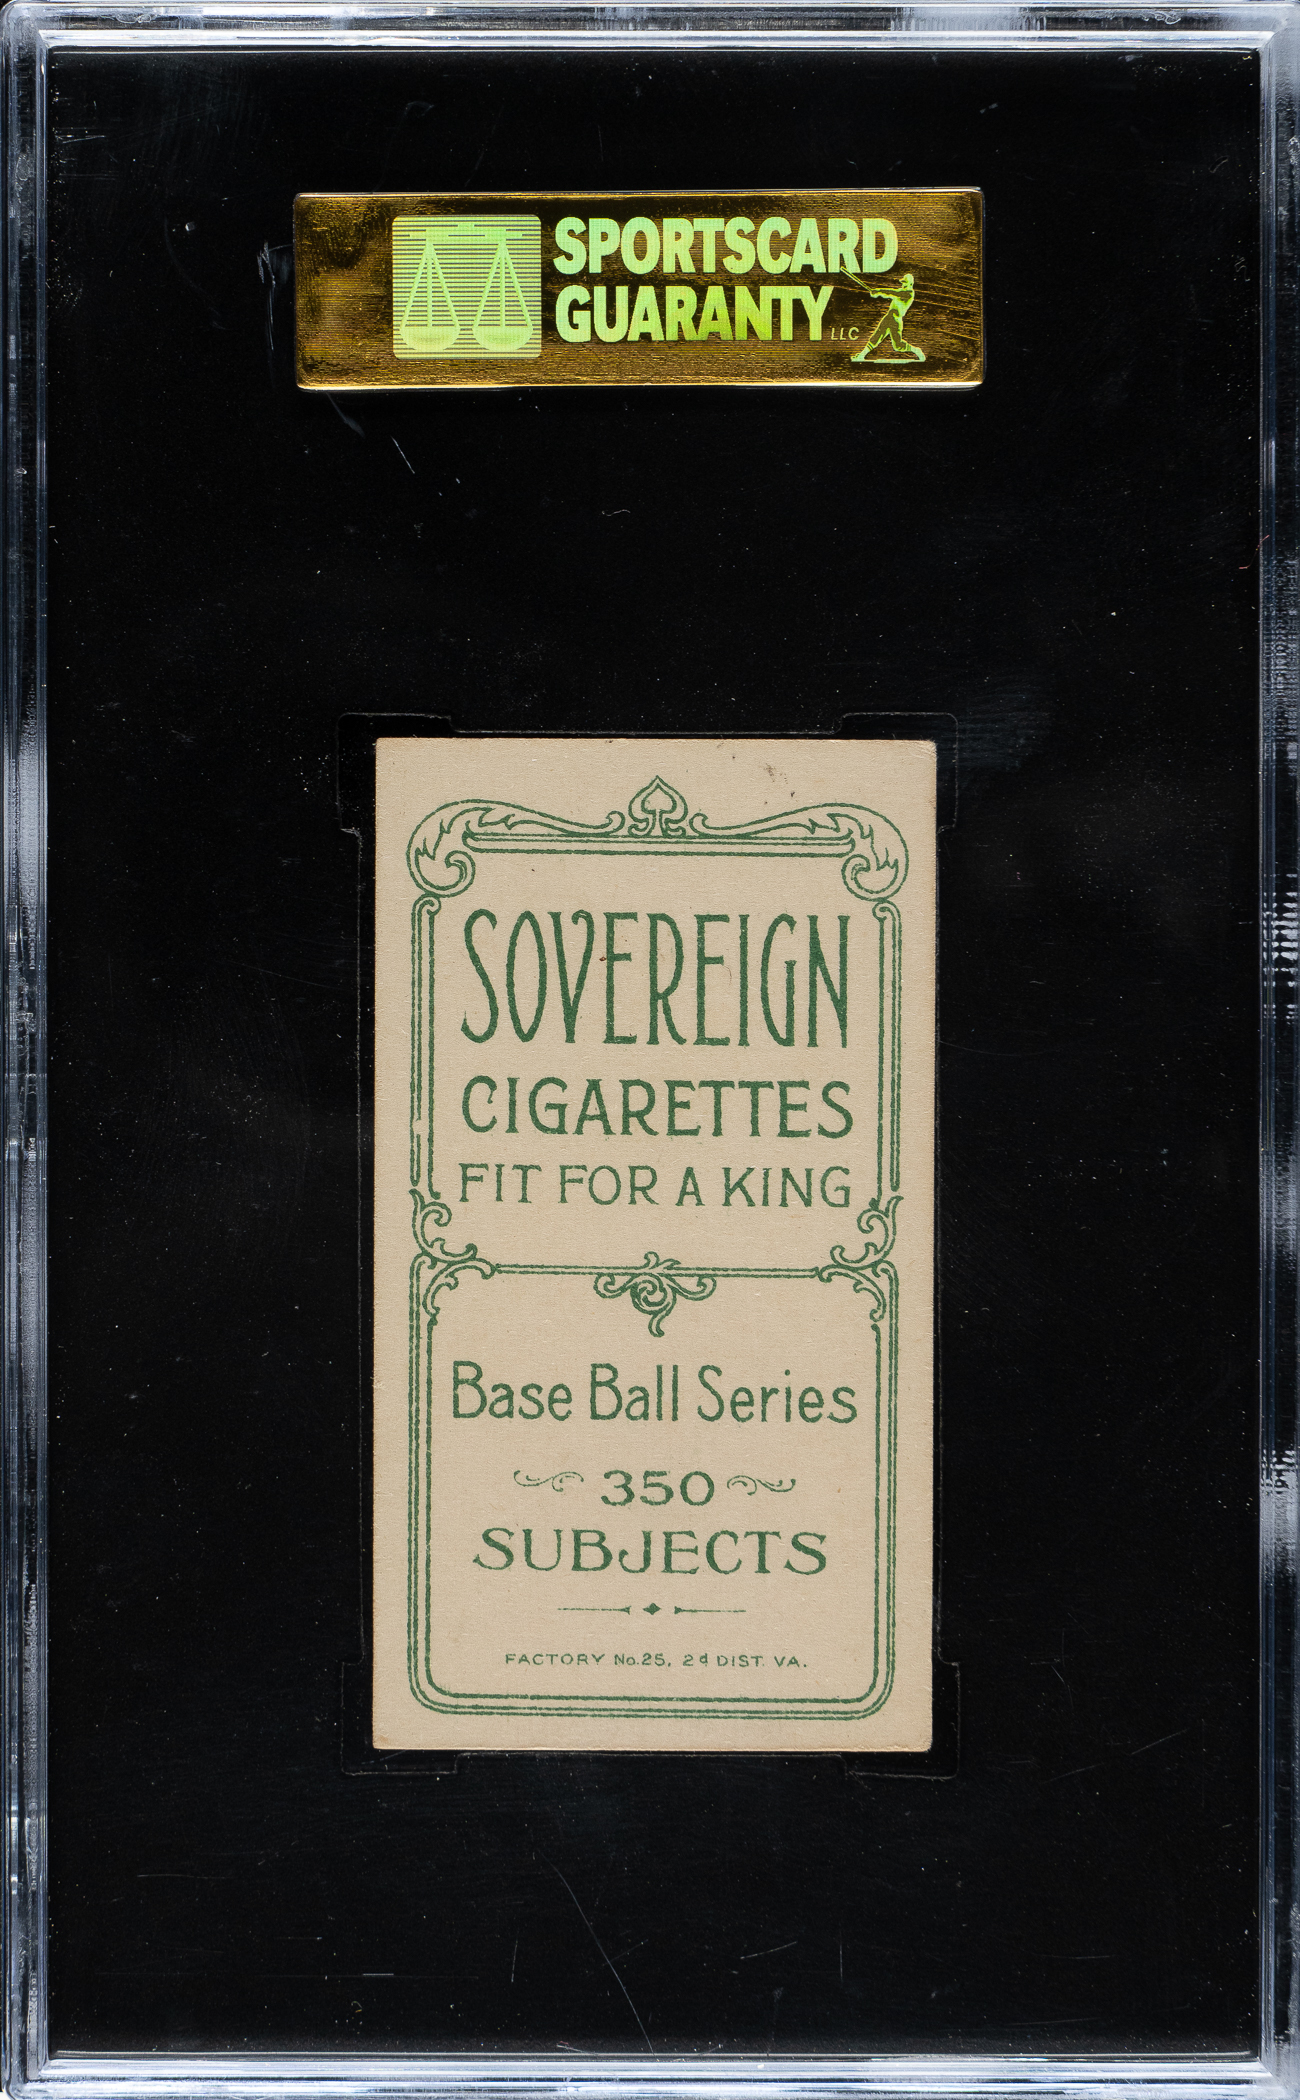 SPORTSCARD
GUARANTY LLC
SOVEREIGN
CIGARETTES
FIT FOR A KING
Base Ball Series
350
SUBJECTS
FACTORY No. 25, 2d DIST. VA.